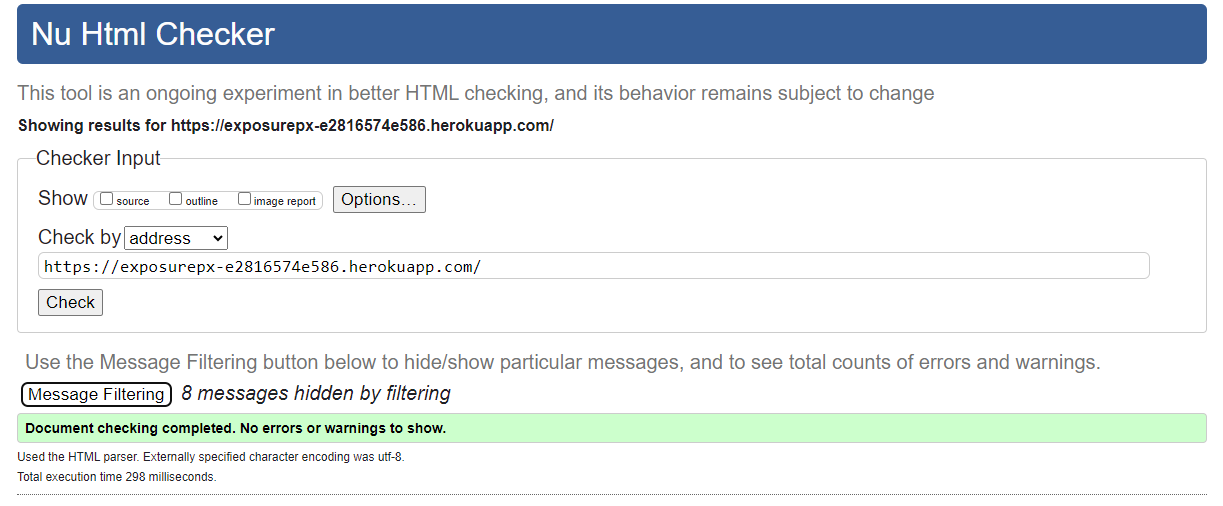 Nu Html Checker
This tool is an ongoing experiment in better HTML checking, and its behavior remains subject to change
Showing results for https://exposurepx-e2816574e586.herokuapp.com/
Checker Input
Show source outline image report Options...
Check by address
https://exposurepx-e2816574e586.herokuapp.com/
Check
Use the Message Filtering button below to hide/show particular messages, and to see total counts of errors and warnings.
Message Filtering 8 messages hidden by filtering
Document checking completed. No errors or warnings to show.
Used the HTML parser. Externally specified character encoding was utf-8.
Total execution time 298 milliseconds.